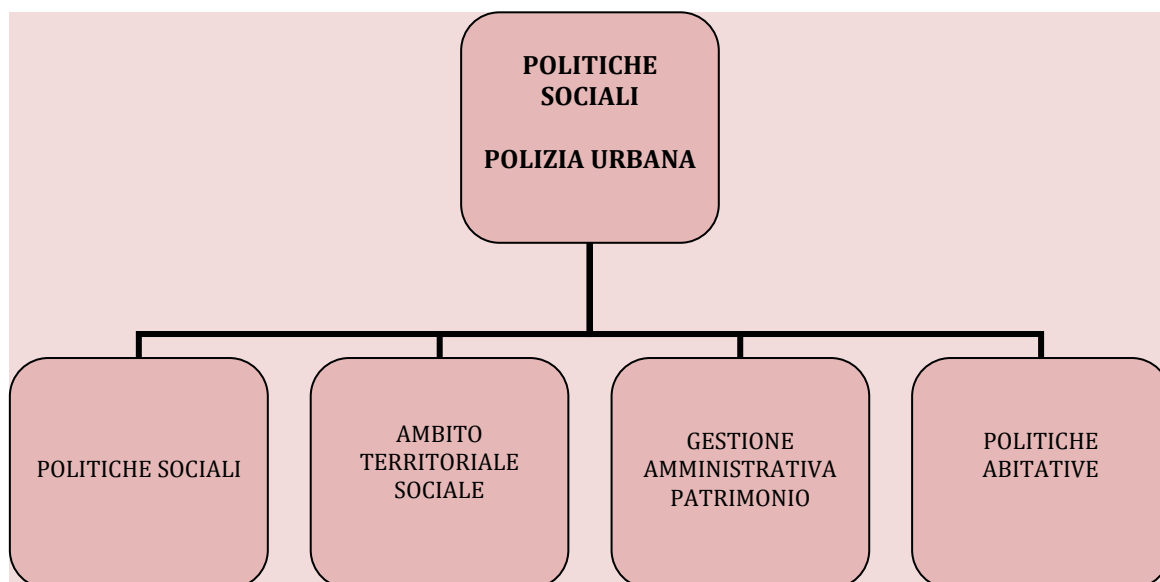 POLITICHE
SOCIALI
POLIZIA URBANA
POLITICHE SOCIALI
AMBITO
TERRITORIALE
SOCIALE
GESTIONE
AMMINISTRATIVA
PATRIMONIO
POLITICHE
ABITATIVE